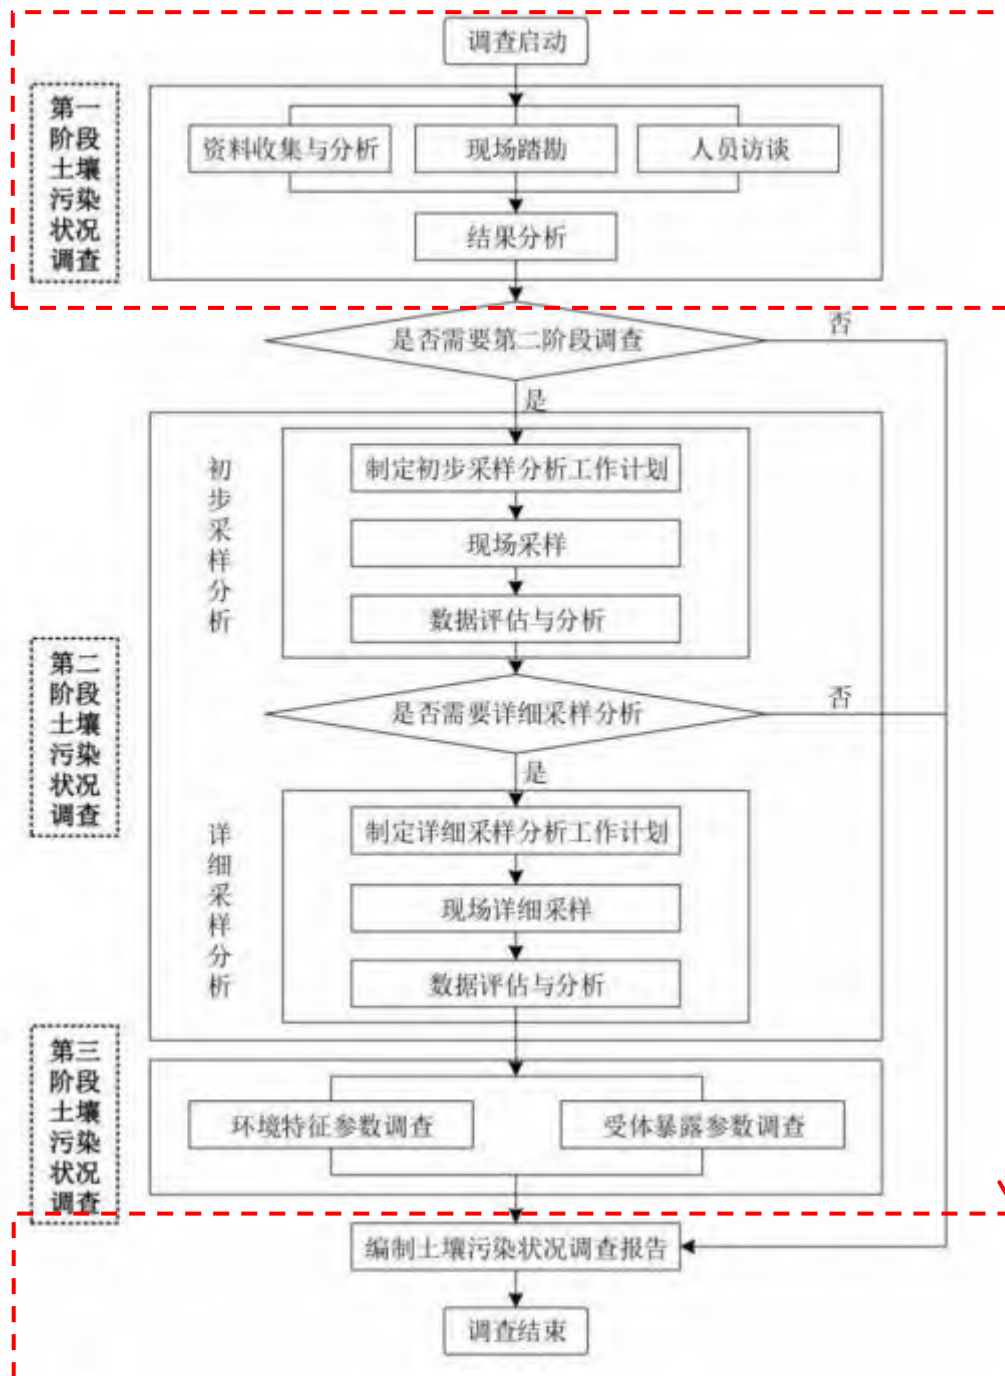 调查启动
第一
阶段
土壤
污染
状况
调查
资料收集与分析
现场踏勘
人员访谈
结果分析
是否需要第二阶段调查
否
是
初
步
采
样
分
析
制定初步采样分析工作计划
现场采样
数据评估与分析
第二
阶段
土壤
污染
状况
调查
是否需要详细采样分析
否
是
详
细
采
样
分
析
制定详细采样分析工作计划
现场详细采样
数据评估与分析
第三
阶段
土壤
污染
状况
调查
环境特征参数调查
受体暴露参数调查
编制土壤污染状况调查报告
调查结束